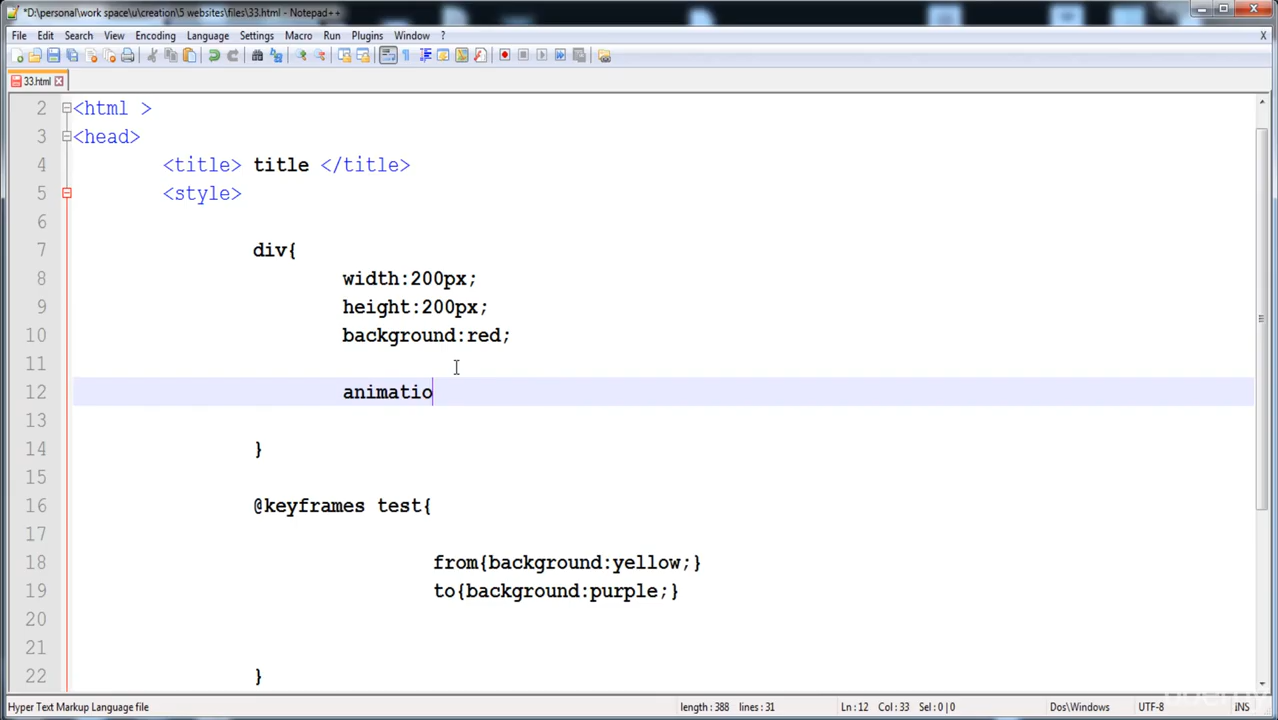 *D:\personal\work space\u\creation\5 websites\files\33.html - Notepad++
File Edit Search View Encoding Language Settings Macro Run Plugins Window ? X
33.html
2 <html >
3 <head>
4 <title> title </title>
5 <style>
6
7 div{
8 width:200px;
9 height:200px;
10 background:red;
11
12 animatio
13
14 }
15
16 @keyframes test{
17
18 from{background:yellow;}
19 to{background:purple;}
20
21
22 }
Hyper Text Markup Language file length : 388 lines : 31 Ln : 12 Col : 33 Sel : 0 | 0 Dos\Windows UTF-8 INS